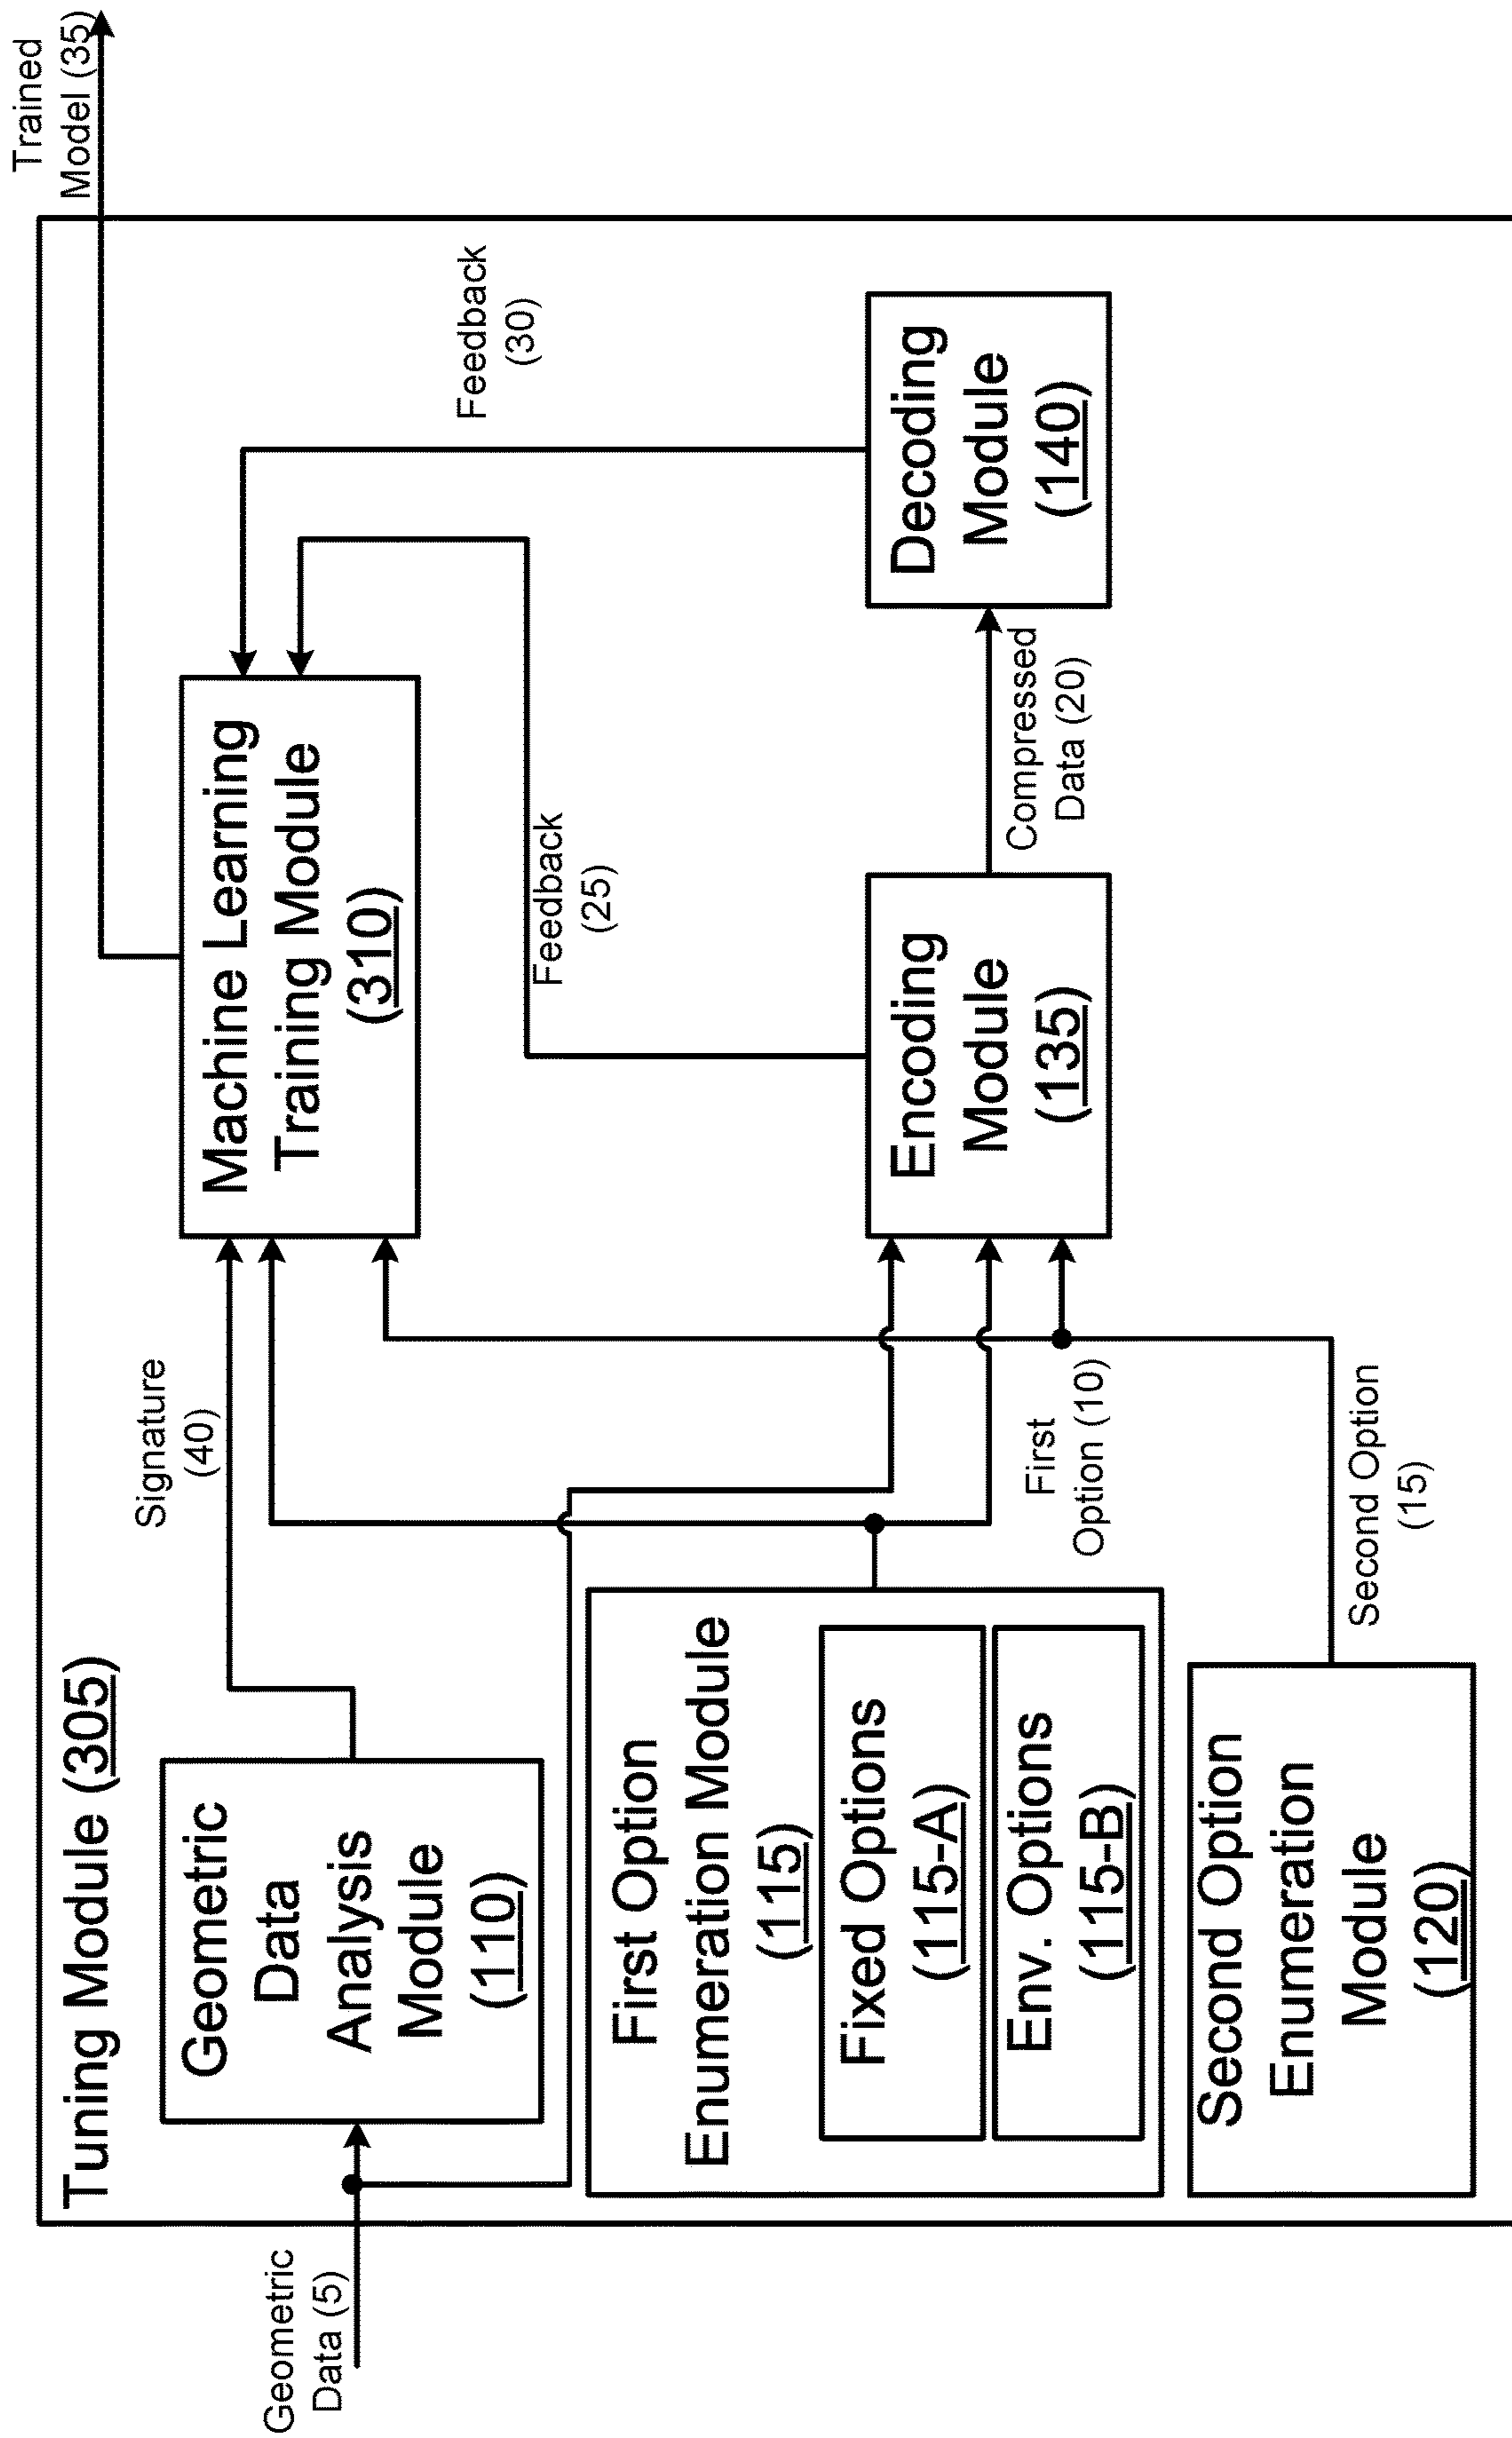 Tuning Module (305)
Geometric
Data (5)
Geometric
Data
Analysis
Module
(110)
Signature
(40)
Machine Learning
Training Module
(310)
Trained
Model (35)
Feedback
(30)
Feedback
(25)
First Option
Enumeration Module
(115)
Fixed Options
(115-A)
Env. Options
(115-B)
First
Option (10)
Encoding
Module
(135)
Compressed
Data (20)
Decoding
Module
(140)
Second Option
Enumeration
Module
(120)
Second Option
(15)